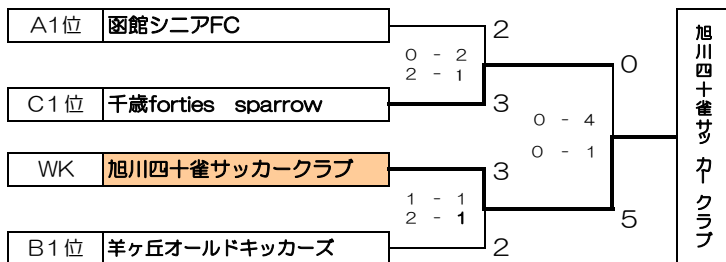 A1位 函館シニアFC
2
0 - 2
2 - 1
0
C1位 千歳forties sparrow
3
0 - 4
0 - 1
WK 旭川四十雀サッカークラブ
3
1 - 1
2 - 1
5
B1位 羊ヶ丘オールドキッカーズ
2
旭川四十雀サッカークラブ